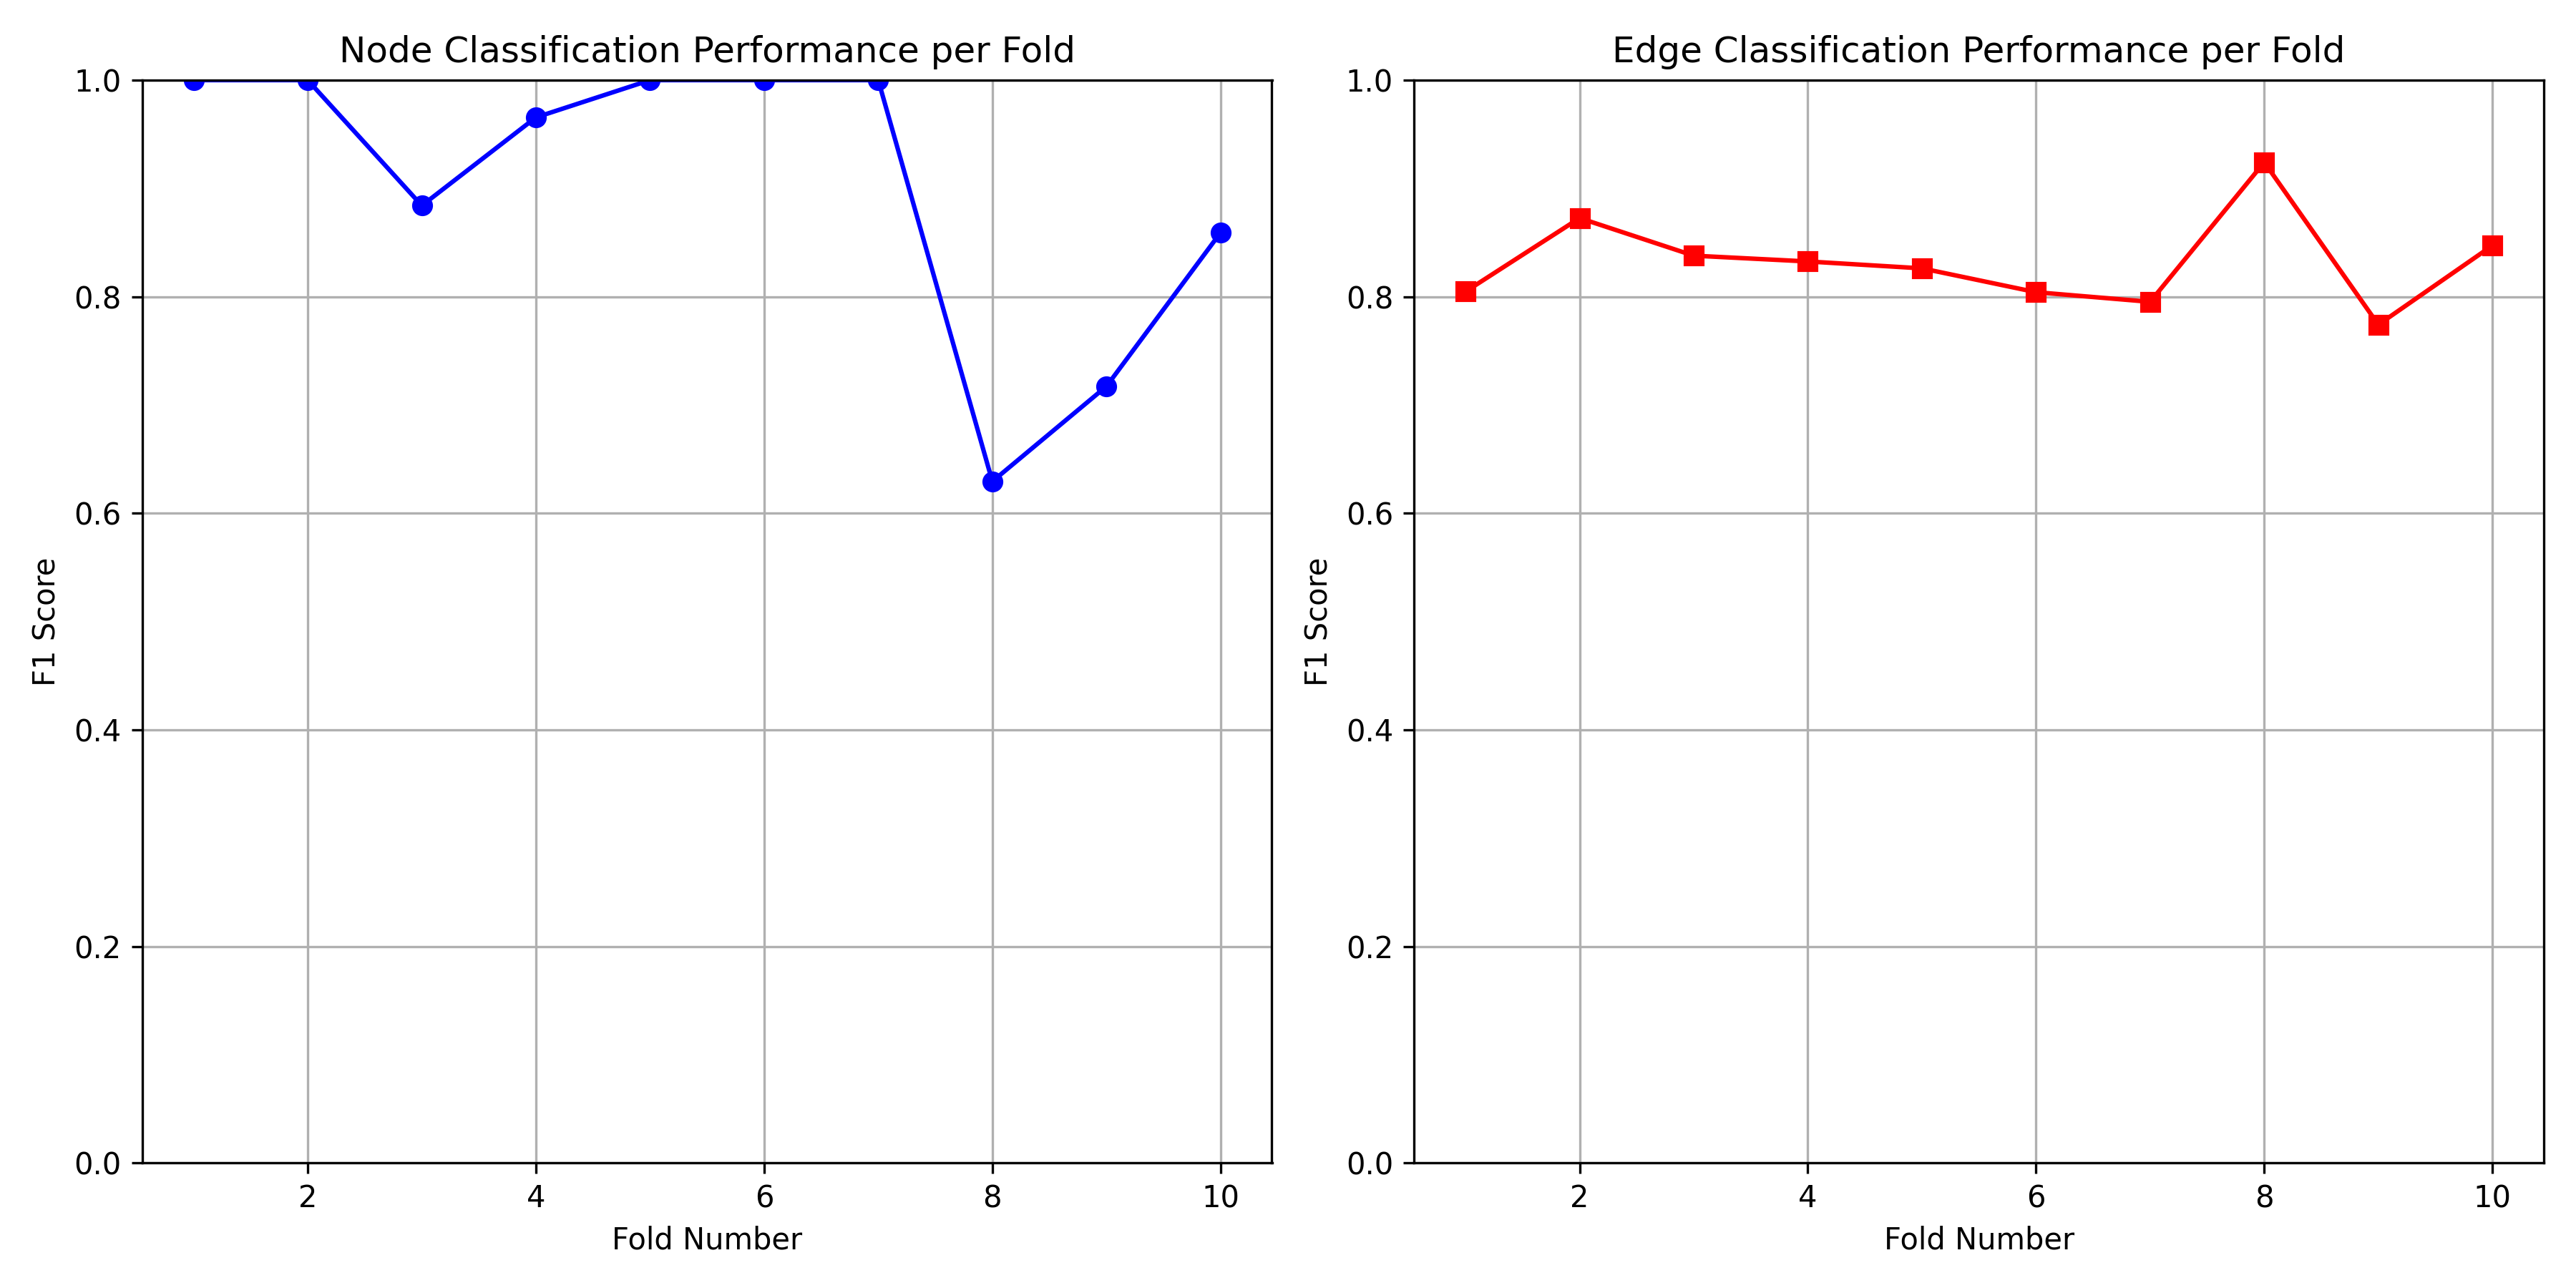 Node Classification Performance per Fold
1.0
0.8
0.6
0.4
0.2
0.0
F1 Score
2 4 6 8 10
Fold Number
Edge Classification Performance per Fold
1.0
0.8
0.6
0.4
0.2
0.0
F1 Score
2 4 6 8 10
Fold Number